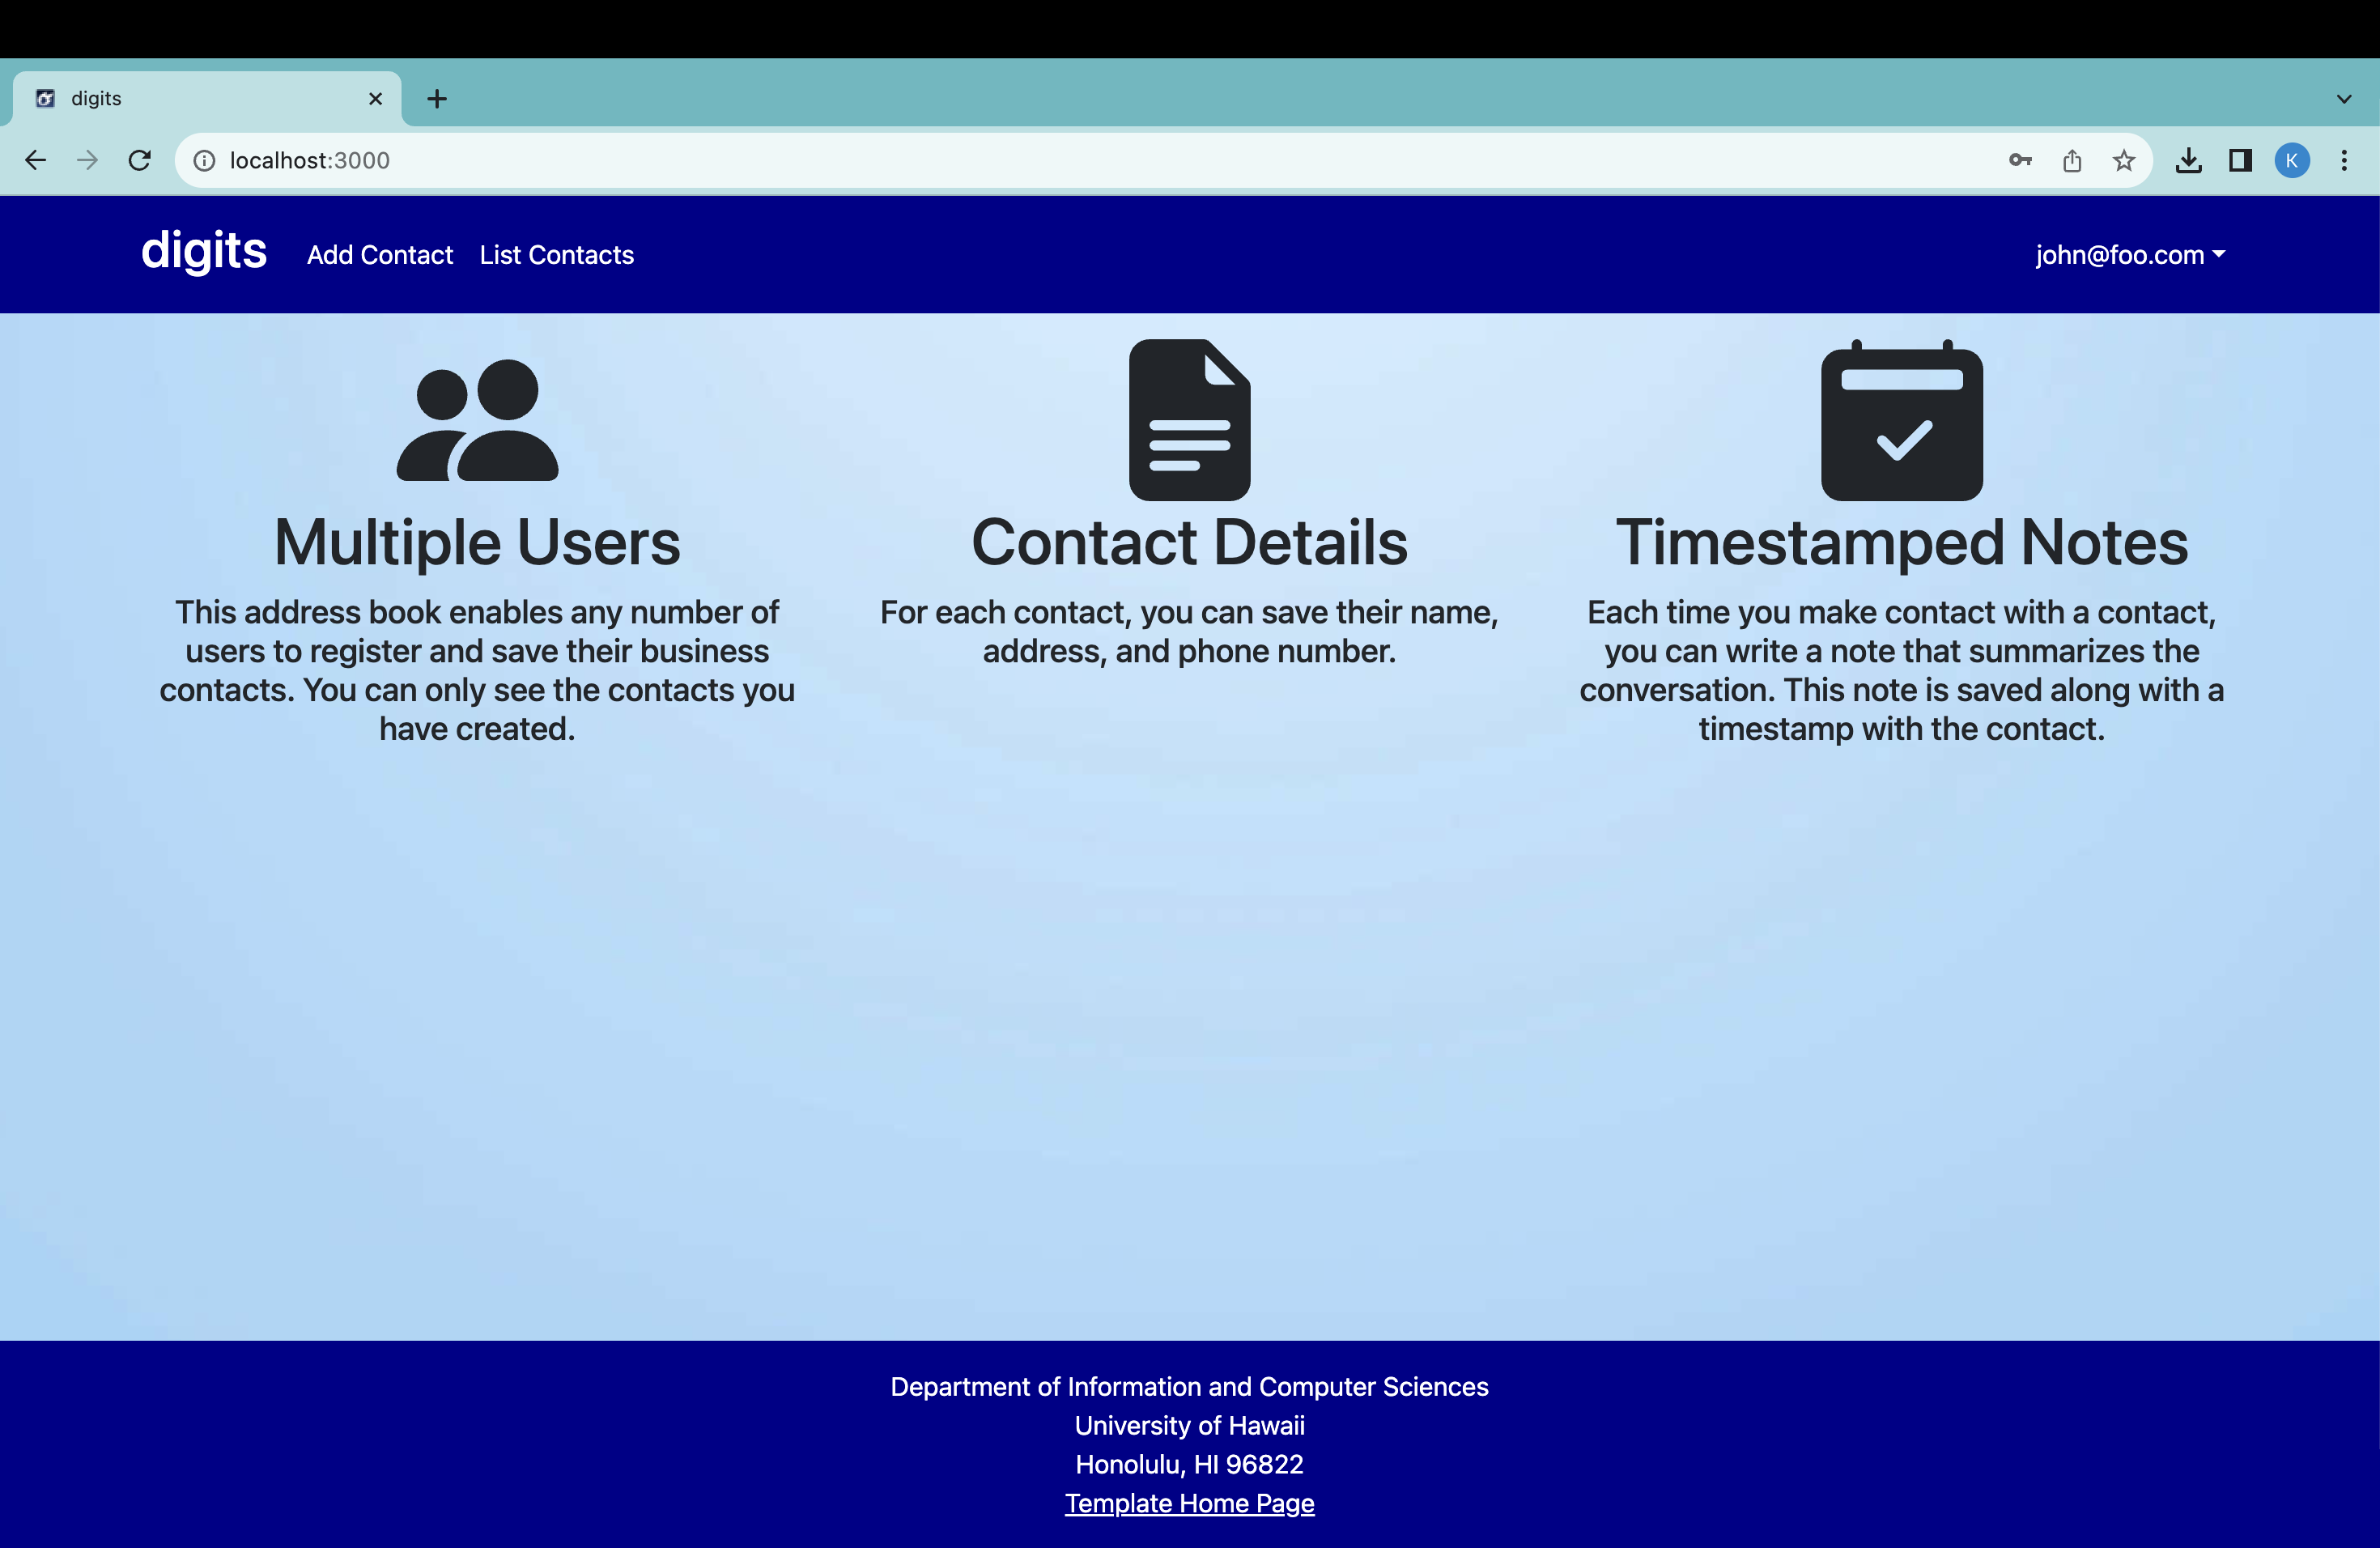 digits
localhost:3000
K
digits Add Contact List Contacts john@foo.com
Multiple Users
This address book enables any number of
users to register and save their business
contacts. You can only see the contacts you
have created.
Contact Details
For each contact, you can save their name,
address, and phone number.
Timestamped Notes
Each time you make contact with a contact,
you can write a note that summarizes the
conversation. This note is saved along with a
timestamp with the contact.
Department of Information and Computer Sciences
University of Hawaii
Honolulu, HI 96822
Template Home Page